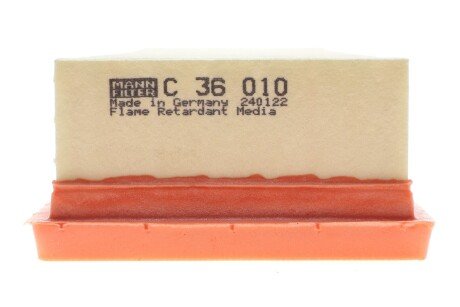 MANN FILTER C 36 010
Made in Germany 240122
Flame Retardant Media